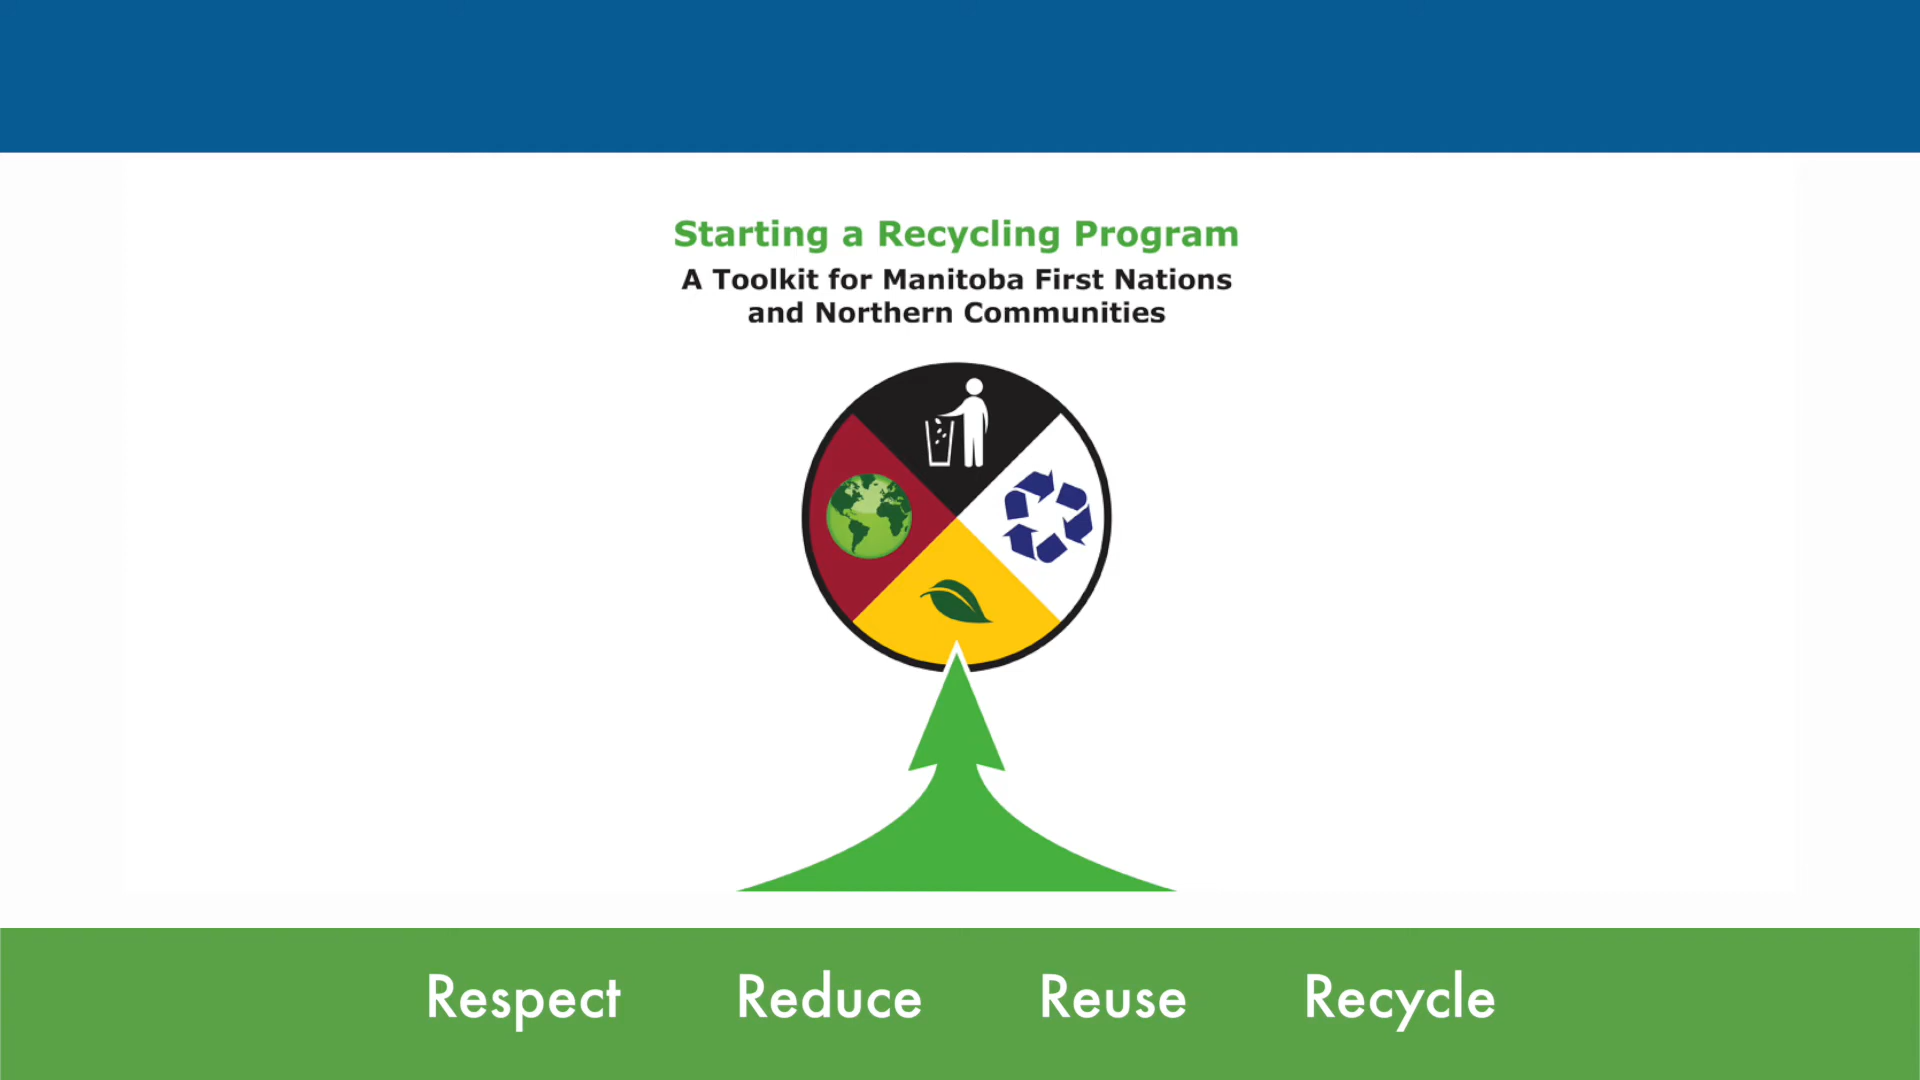 Starting a Recycling Program
A Toolkit for Manitoba First Nations
and Northern Communities
Respect Reduce Reuse Recycle